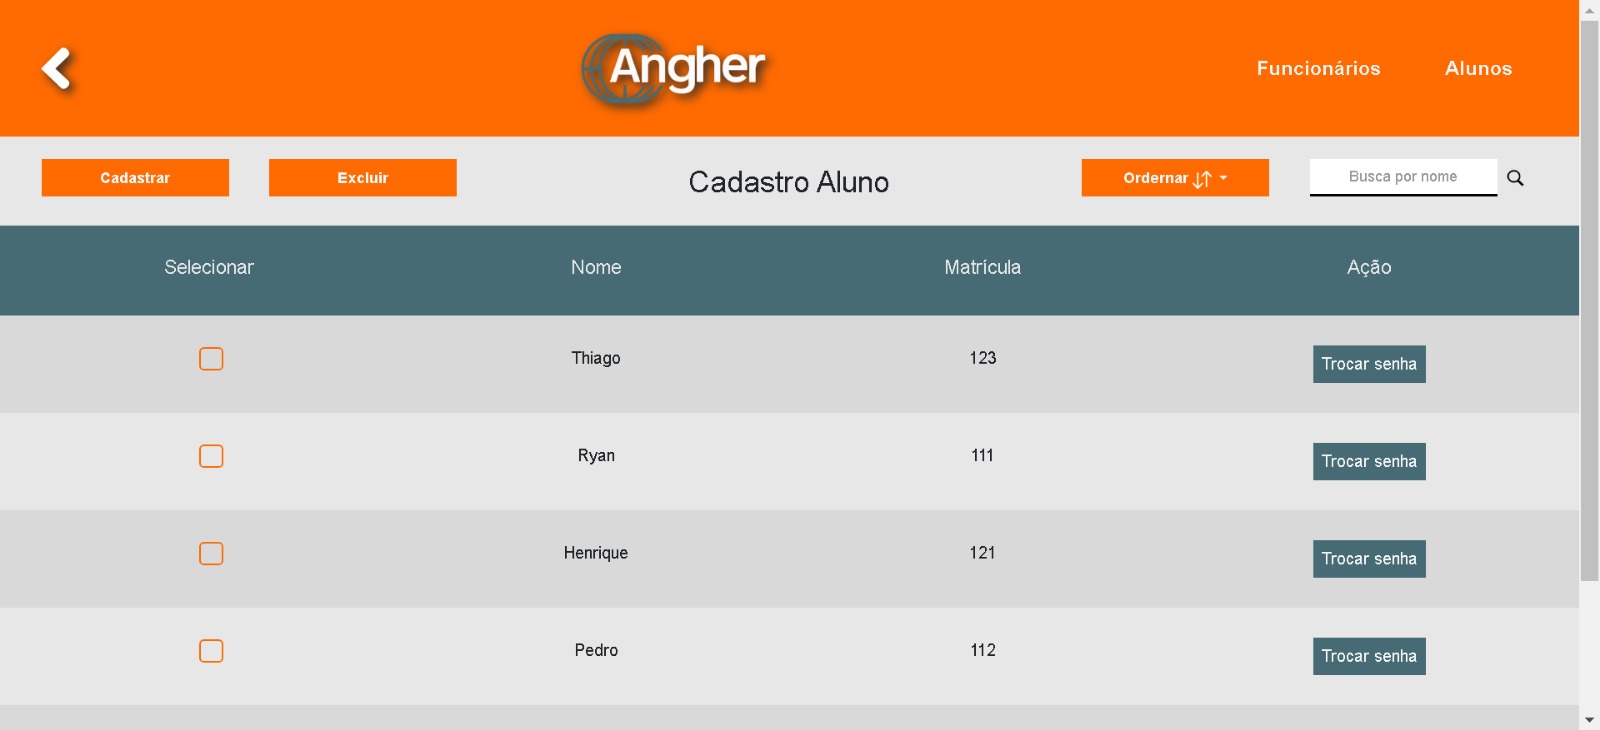 Angher
Funcionários Alunos
Cadastrar Excluir Cadastro Aluno Ordernar Busca por nome
Selecionar Nome Matrícula Ação
Thiago 123 Trocar senha
Ryan 111 Trocar senha
Henrique 121 Trocar senha
Pedro 112 Trocar senha